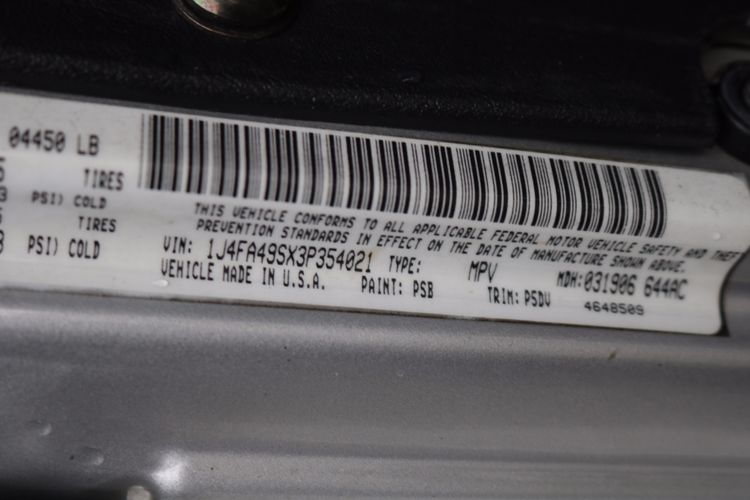 04450 LB
TIRES
PSI) COLD
TIRES
PSI) COLD
THIS VEHICLE CONFORMS TO ALL APPLICABLE FEDERAL MOTOR VEHICLE SAFETY AND THEFT
PREVENTION STANDARDS IN EFFECT ON THE DATE OF MANUFACTURE SHOWN ABOVE.
VIN: 1J4FA49SX3P354021 TYPE: MPV MDH:031906 644AC
VEHICLE MADE IN U.S.A. PAINT: PSB TRIM: P5DV 4648509